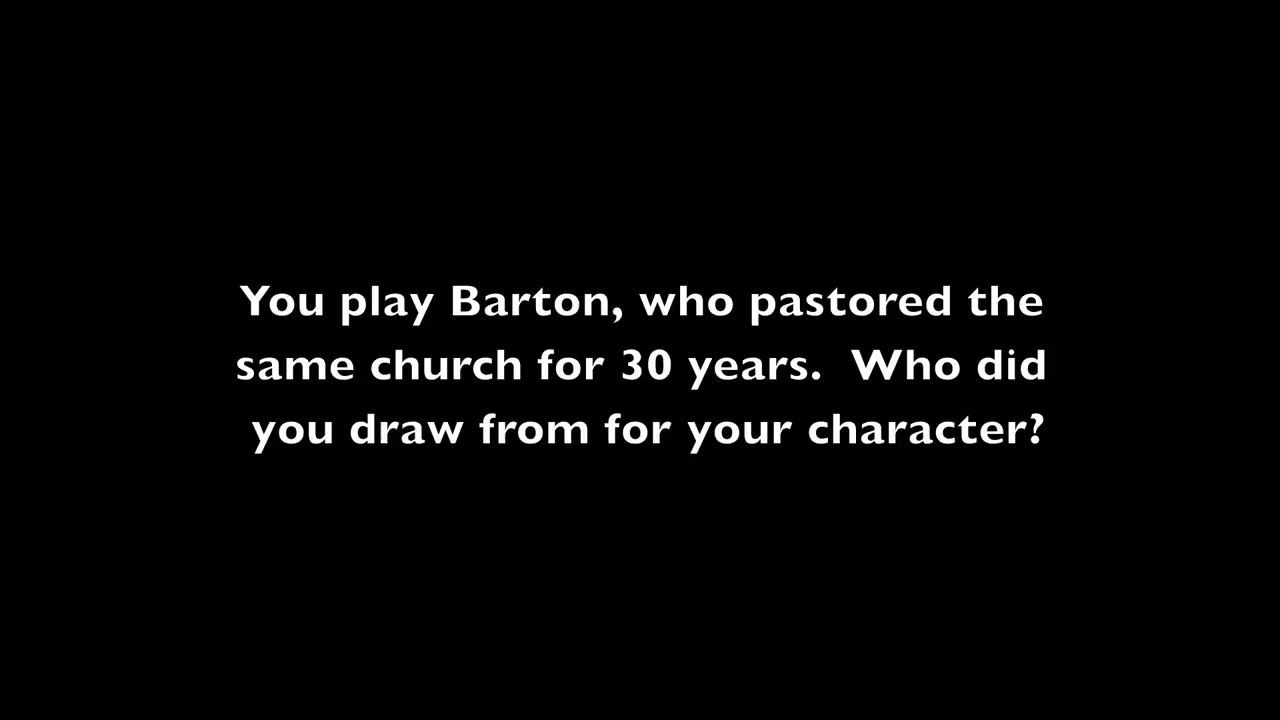 You play Barton, who pastored the
same church for 30 years.  Who did
you draw from for your character?